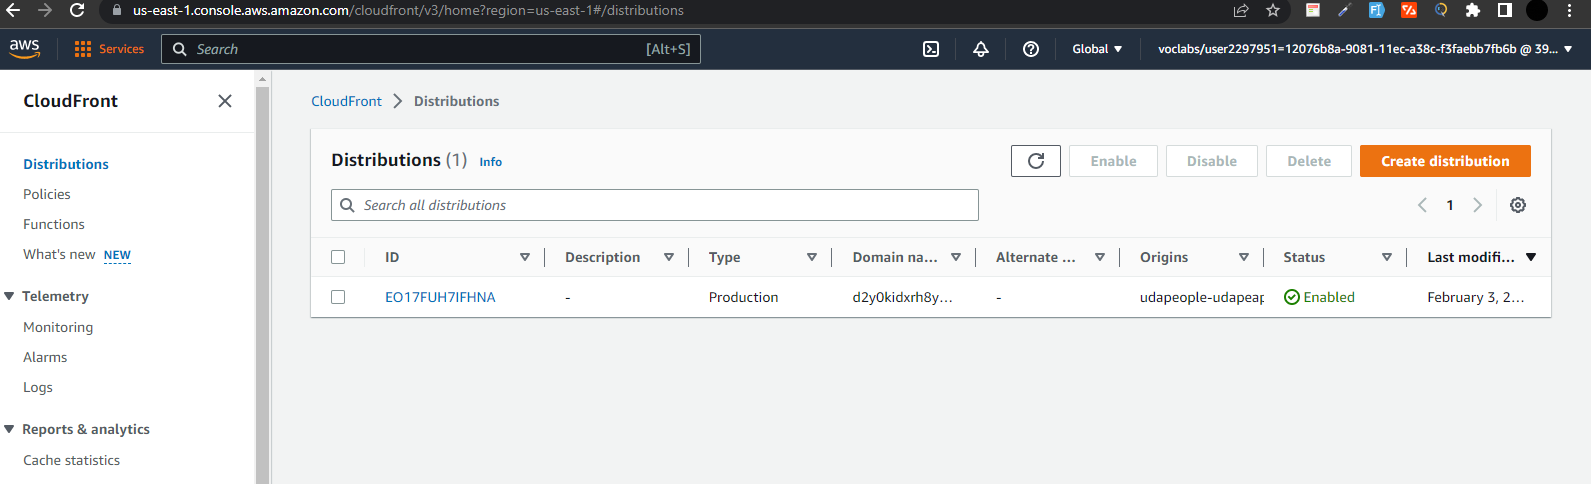 us-east-1.console.aws.amazon.com/cloudfront/v3/home?region=us-east-1#/distributions
aws Services Search [Alt+S] Global voclabs/user2297951=12076b8a-9081-11ec-a38c-f3faebb7fb6b @ 39...
CloudFront
Distributions
Policies
Functions
What's new NEW
Telemetry
Monitoring
Alarms
Logs
Reports & analytics
Cache statistics
CloudFront Distributions
Distributions (1) Info Enable Disable Delete Create distribution
Search all distributions 1
ID Description Type Domain na... Alternate ... Origins Status Last modifi...
EO17FUH7IFHNA - Production d2y0kidxrh8y... - udapeople-udapeap Enabled February 3, 2...